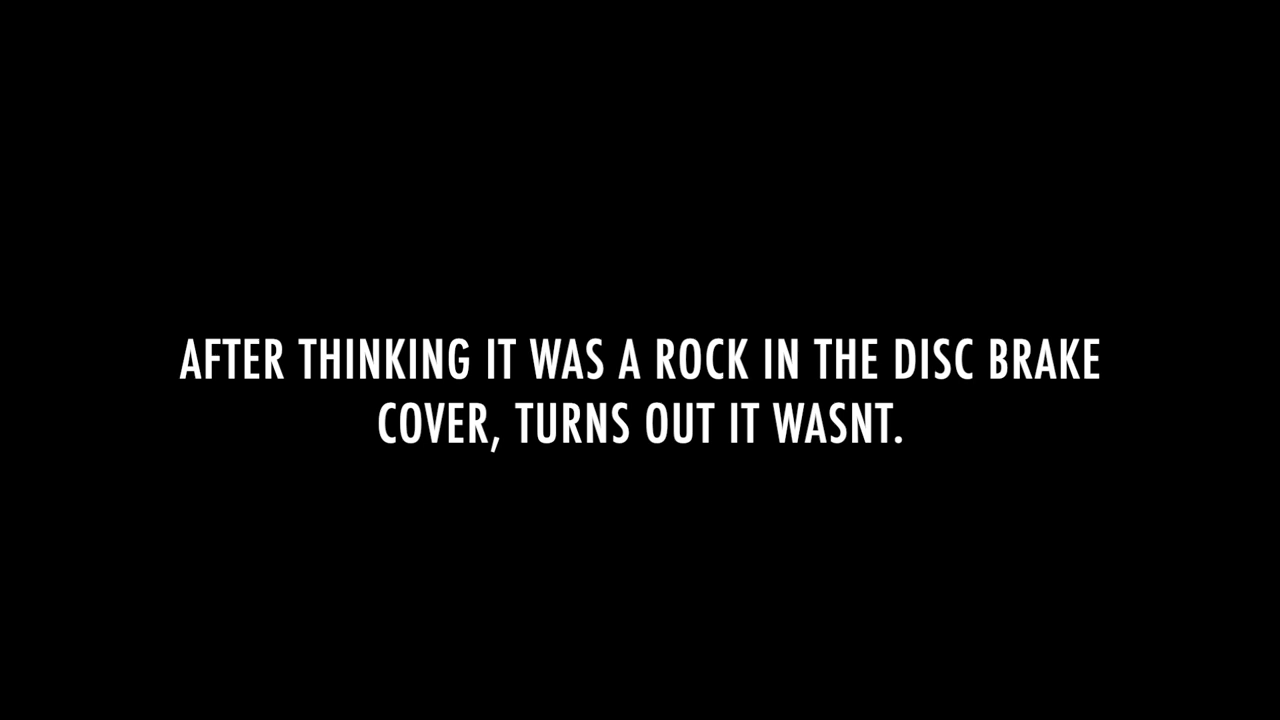 AFTER THINKING IT WAS A ROCK IN THE DISC BRAKE
COVER, TURNS OUT IT WASNT.